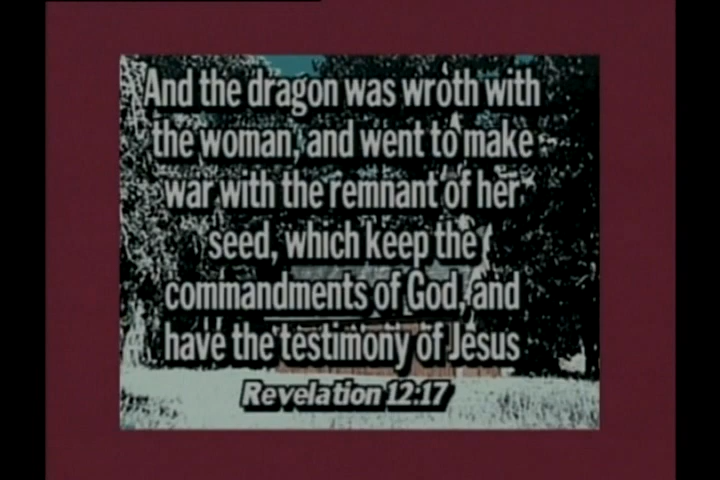 And the dragon was wroth with
the woman, and went to make
war with the remnant of her
seed, which keep the
commandments of God, and
have the testimony of Jesus
Revelation 12:17